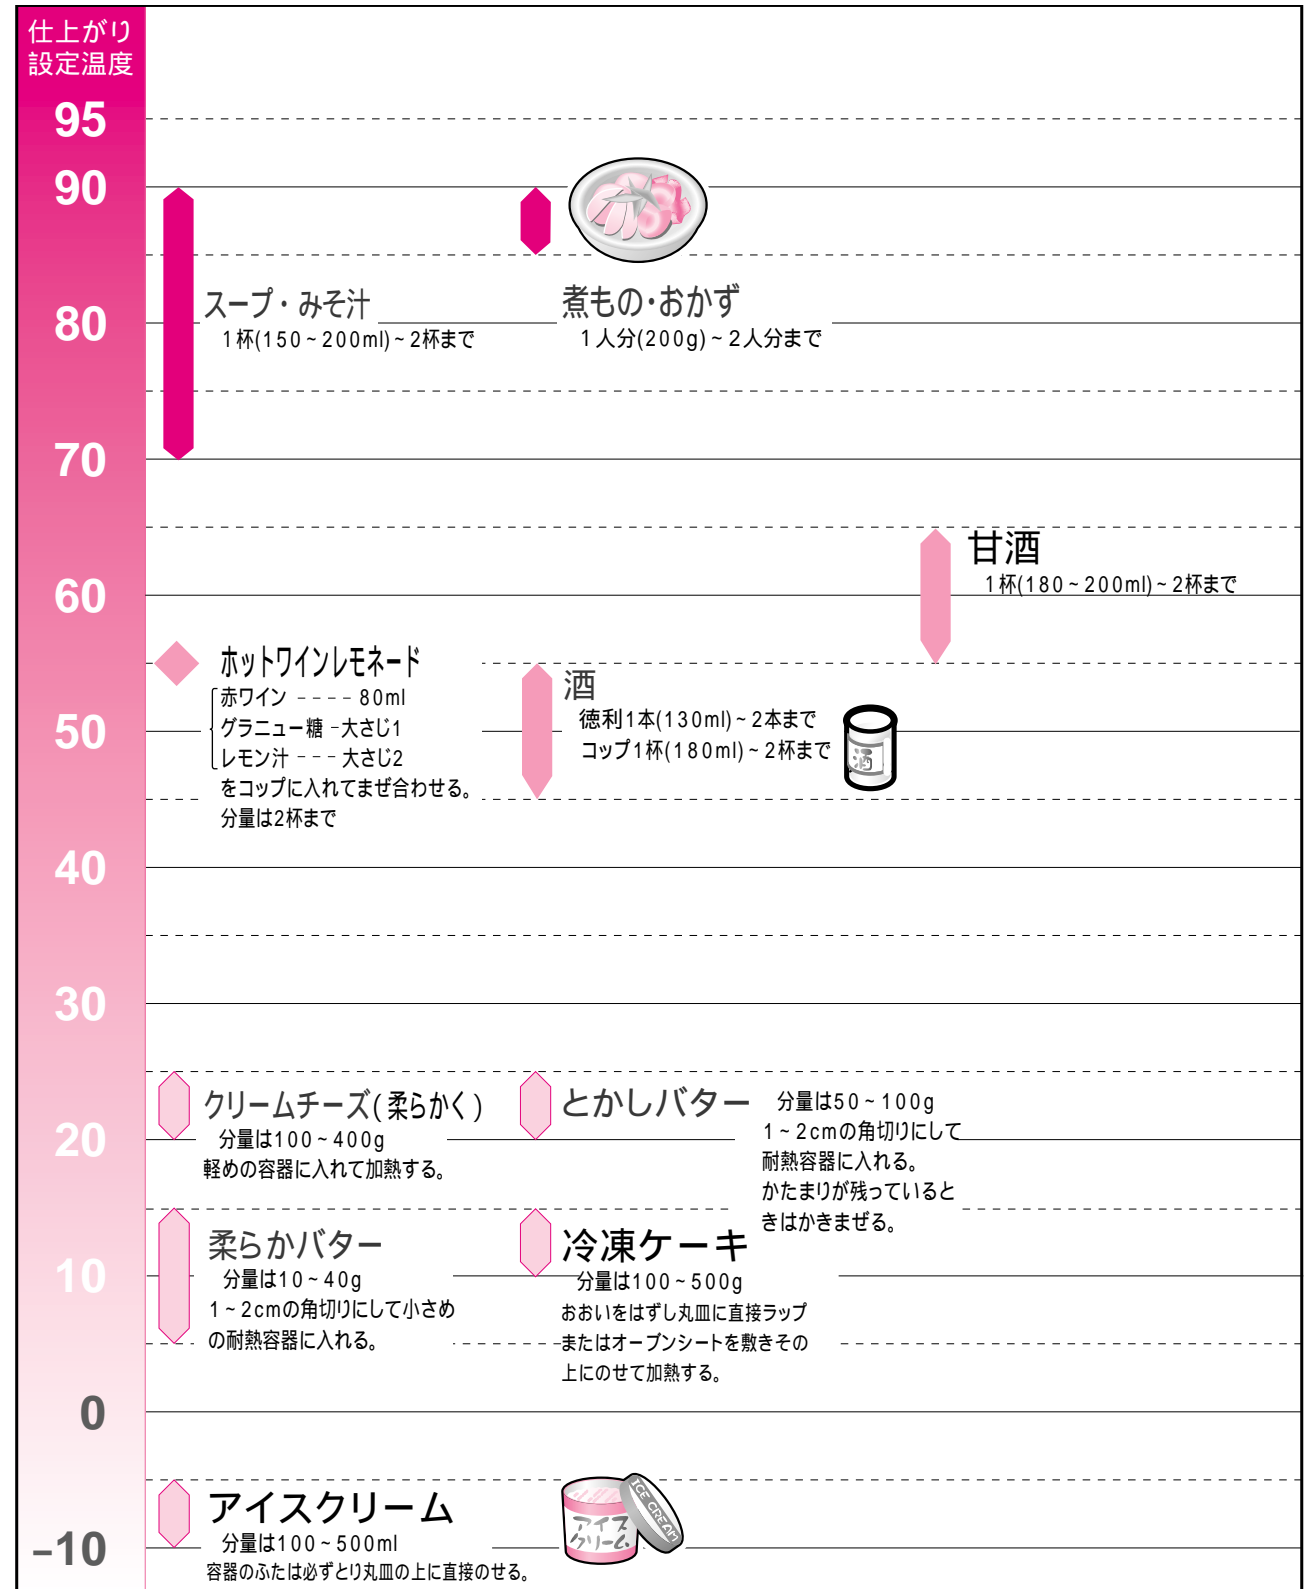 仕上がり
設定温度
95
90
80
70
60
50
40
30
20
10
0
−10
スープ・みそ汁
1杯(150~200ml)~2杯まで
煮もの・おかず
1人分(200g)~2人分まで
甘酒
1杯(180~200ml)~2杯まで
ホットワインレモネード
赤ワイン ---- 80ml
グラニュー糖 -大さじ1
レモン汁 --- 大さじ2
をコップに入れてまぜ合わせる。
分量は2杯まで
酒
徳利1本(130ml)~2本まで
コップ1杯(180ml)~2杯まで
酒
クリームチーズ(柔らかく)
分量は100~400g
軽めの容器に入れて加熱する。
とかしバター
分量は50~100g
1~2cmの角切りにして
耐熱容器に入れる。
かたまりが残っていると
きはかきまぜる。
柔らかバター
分量は10~40g
1~2cmの角切りにして小さめ
の耐熱容器に入れる。
冷凍ケーキ
分量は100~500g
おおいをはずし丸皿に直接ラップ
またはオーブンシートを敷きその
上にのせて加熱する。
アイスクリーム
分量は100~500ml
容器のふたは必ずとり丸皿の上に直接のせる。
ICE CREAM
アイス
クリーム